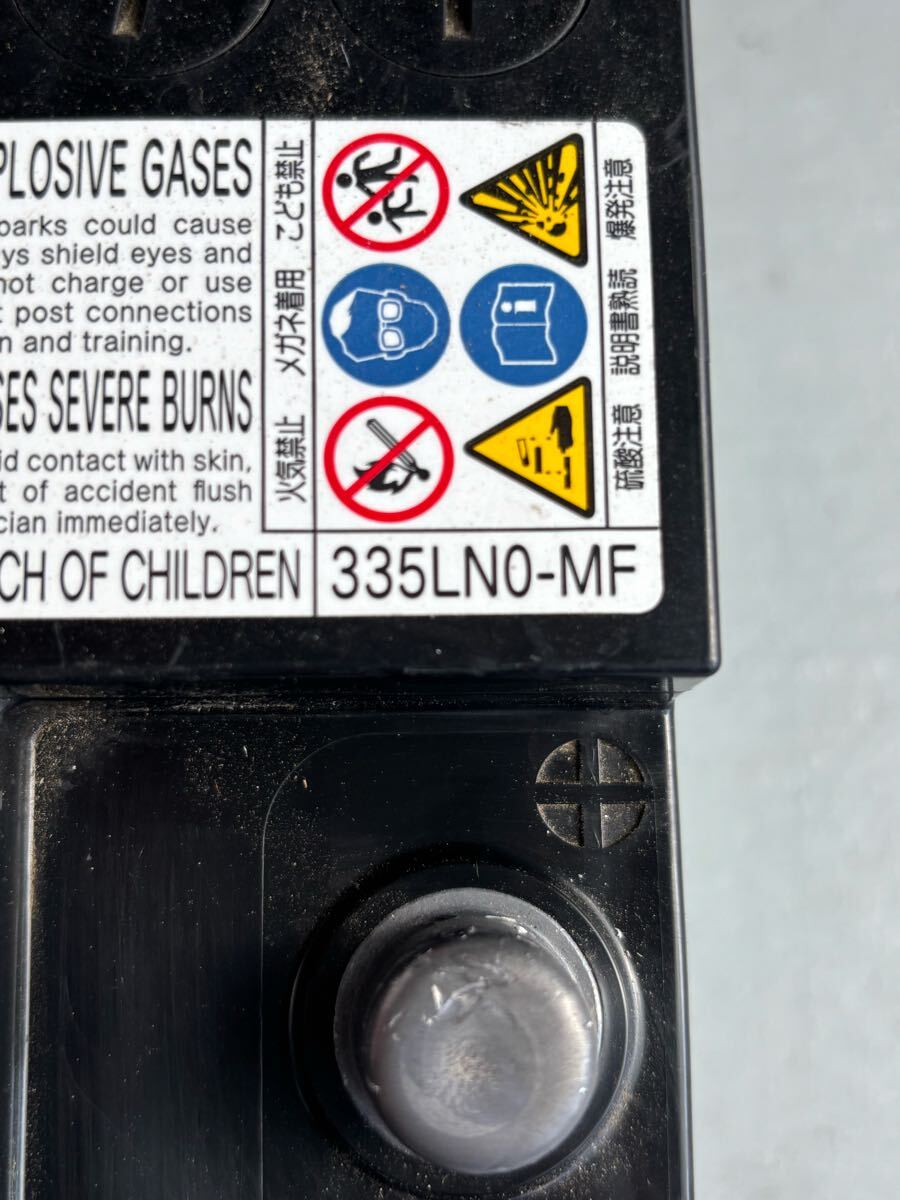 PLOSIVE GASES
parks could cause
ys shield eyes and
not charge or use
t post connections
n and training.
SES SEVERE BURNS
id contact with skin,
t of accident flush
cian immediately.
CH OF CHILDREN
こども禁止
メガネ着用
火気禁止
爆発注意
説明書熟読
硫酸注意
335LN0-MF